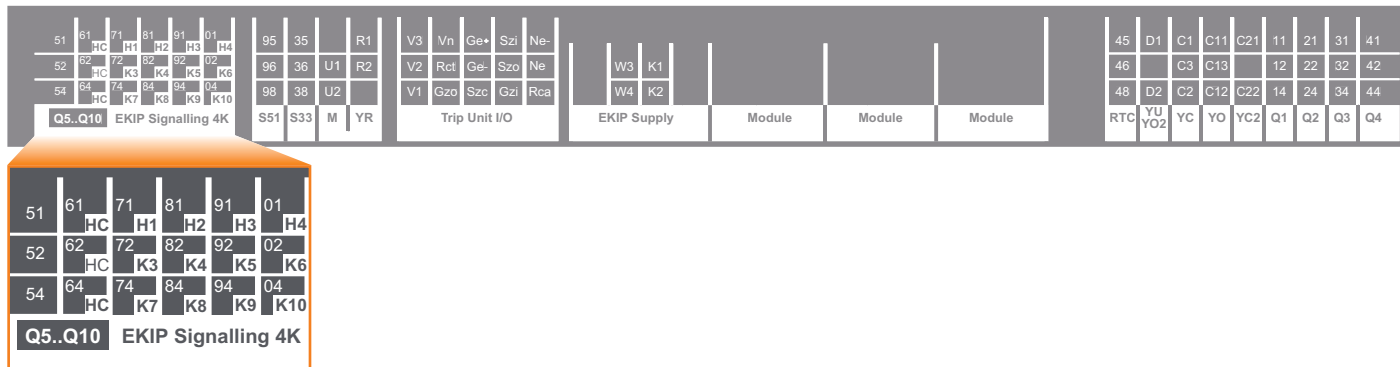 61 71 81 91 01
51 HC H1 H2 H3 H4 95 35 R1 V3 Vn Ge+ Szi Ne- 45 D1 C1 C11 C21 11 21 31 41
62 72 82 92 02
52 HC K3 K4 K5 K6 96 36 U1 R2 V2 Rct Ge- Szo Ne W3 K1 46 C3 C13 12 22 32 42
64 74 84 94 04
54 HC K7 K8 K9 K10 98 38 U2 V1 Gzo Szc Gzi Rca W4 K2 48 D2 C2 C12 C22 14 24 34 44
Q5..Q10 EKIP Signalling 4K S51 S33 M YR Trip Unit I/O EKIP Supply Module Module Module RTC YU YO2 YC YO YC2 Q1 Q2 Q3 Q4
61 71 81 91 01
51 HC H1 H2 H3 H4
62 72 82 92 02
52 HC K3 K4 K5 K6
64 74 84 94 04
54 HC K7 K8 K9 K10
Q5..Q10 EKIP Signalling 4K